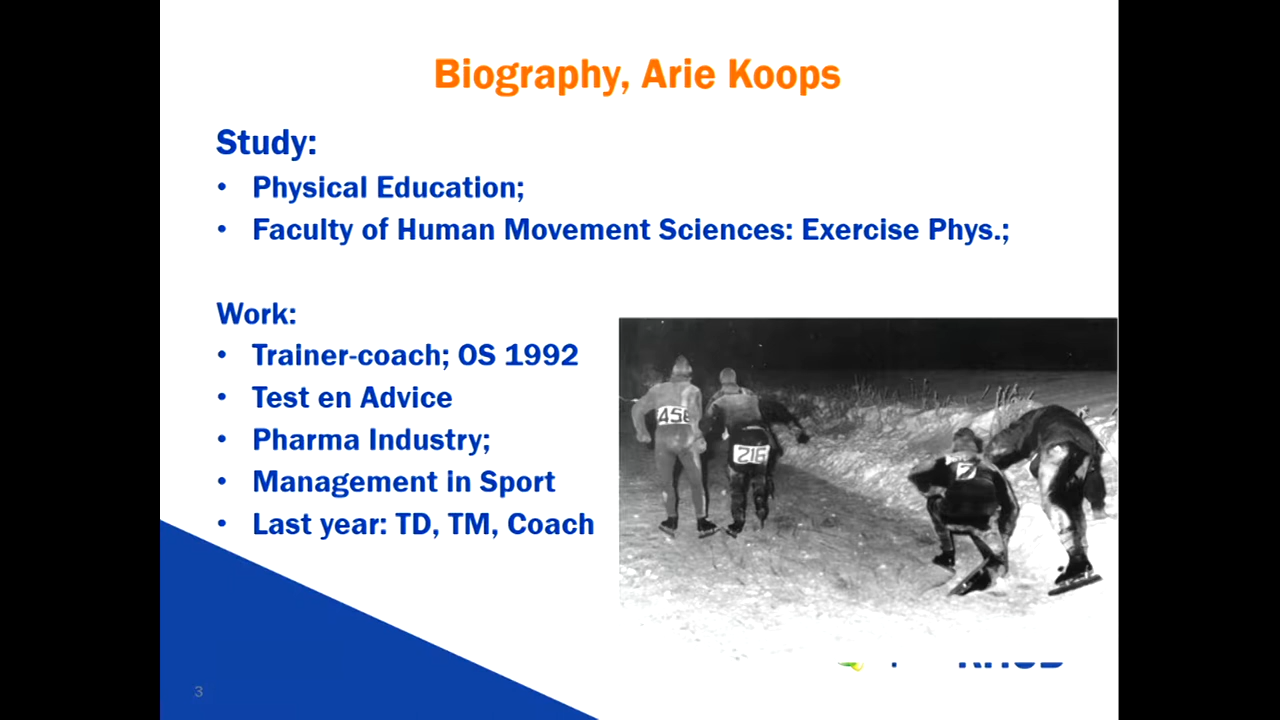 Biography, Arie Koops
Study:
• Physical Education;
• Faculty of Human Movement Sciences: Exercise Phys.;
Work:
• Trainer-coach; OS 1992
• Test en Advice
• Pharma Industry;
• Management in Sport
• Last year: TD, TM, Coach
456
216
3